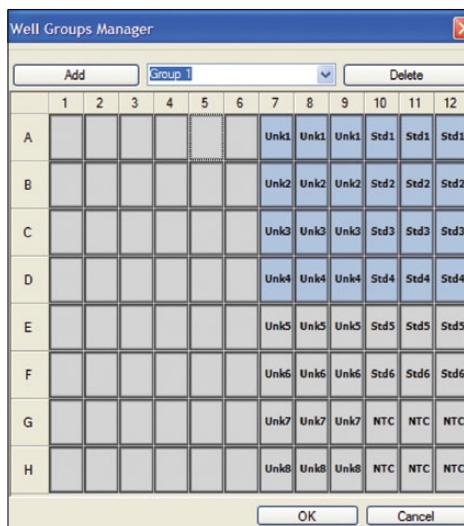 Well Groups Manager
Add Group 1 Delete
1 2 3 4 5 6 7 8 9 10 11 12
A Unk1 Unk1 Unk1 Std1 Std1 Std1
B Unk2 Unk2 Unk2 Std2 Std2 Std2
C Unk3 Unk3 Unk3 Std3 Std3 Std3
D Unk4 Unk4 Unk4 Std4 Std4 Std4
E Unk5 Unk5 Unk5 Std5 Std5 Std5
F Unk6 Unk6 Unk6 Std6 Std6 Std6
G Unk7 Unk7 Unk7 NTC NTC NTC
H Unk8 Unk8 Unk8 NTC NTC NTC
OK Cancel